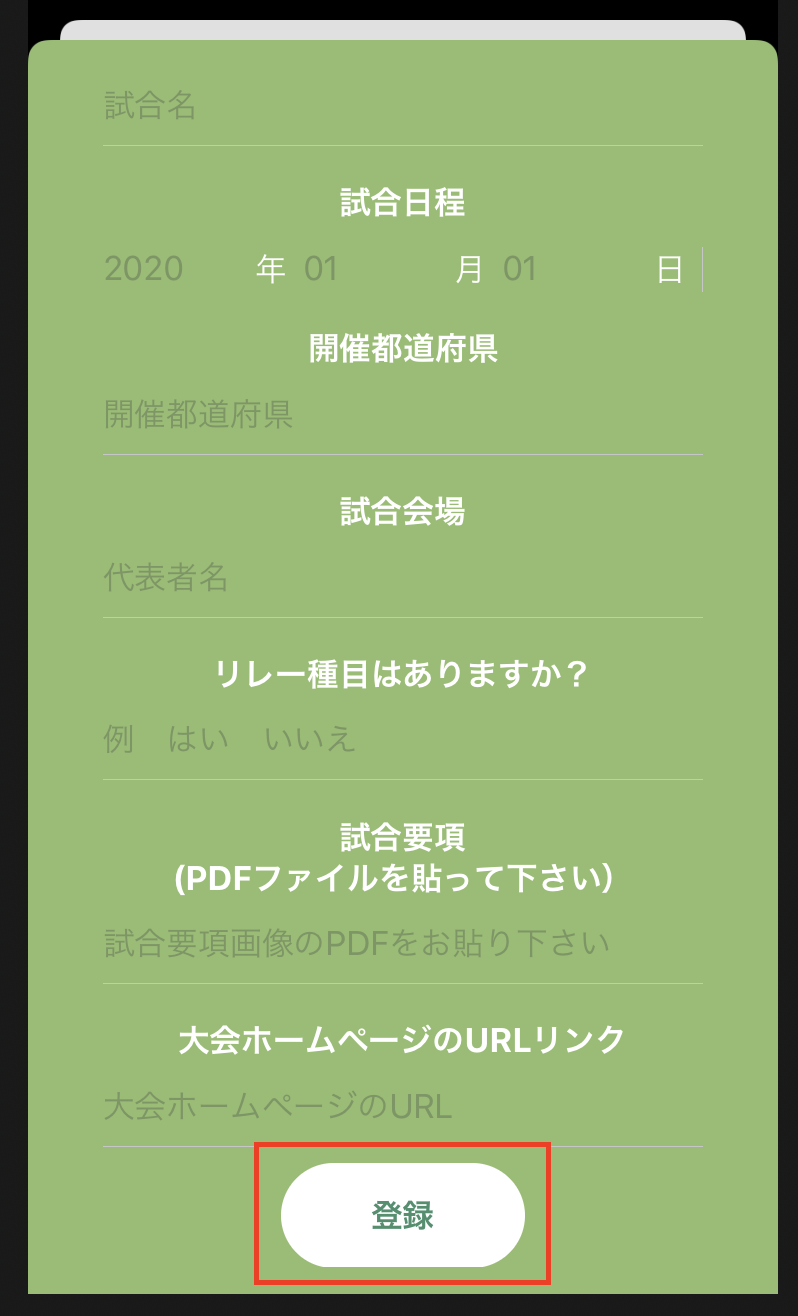 試合名
試合日程
2020 年 01 月 01 日
開催都道府県
開催都道府県
試合会場
代表者名
リレー種目はありますか？
例　はい　いいえ
試合要項
(PDFファイルを貼って下さい）
試合要項画像のPDFをお貼り下さい
大会ホームページのURLリンク
大会ホームページのURL
登録